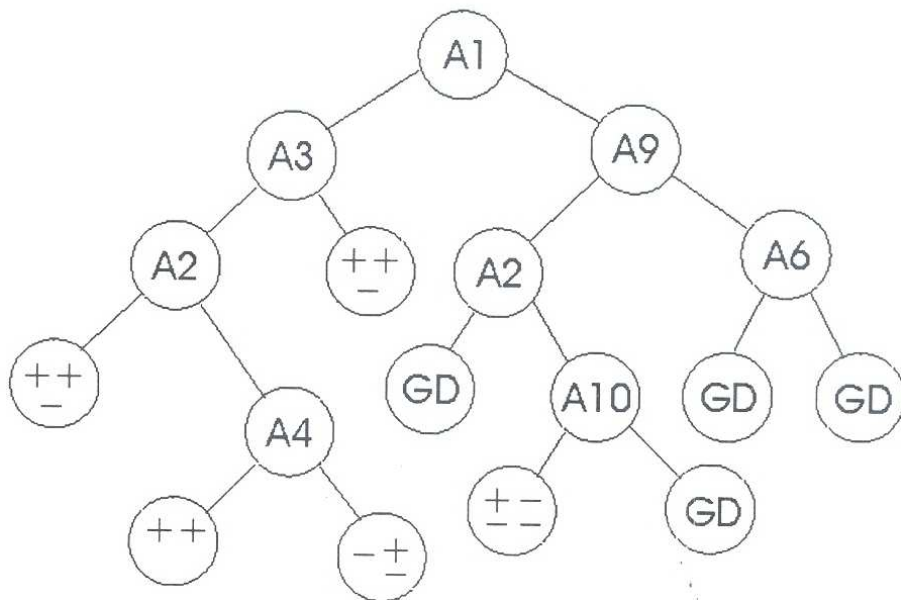 A1
A3
A9
A2
+ +
−
A2
A6
+ +
−
GD
A10
GD
GD
A4
+ +
− +
−
+ −
− −
GD